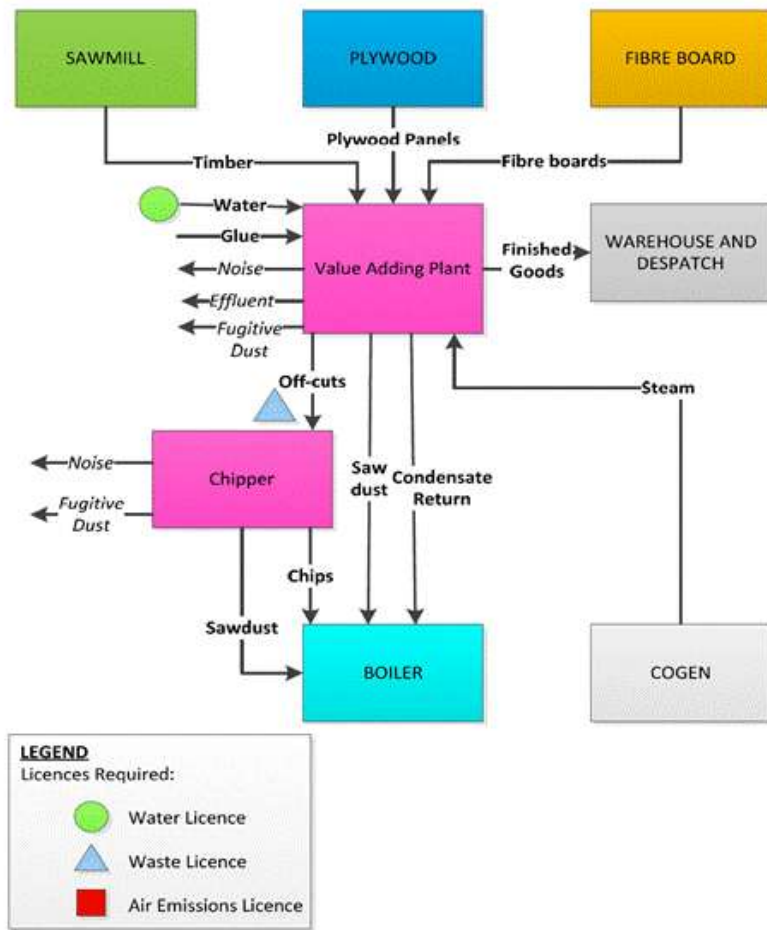 SAWMILL
PLYWOOD
FIBRE BOARD
Plywood Panels
Timber
Fibre boards
Water
Glue
Noise
Effluent
Fugitive
Dust
Value Adding Plant
Finished
Goods
WAREHOUSE AND
DESPATCH
Off-cuts
Steam
Noise
Fugitive
Dust
Chipper
Saw
dust
Condensate
Return
Chips
Sawdust
BOILER
COGEN
LEGEND
Licences Required:
Water Licence
Waste Licence
Air Emissions Licence